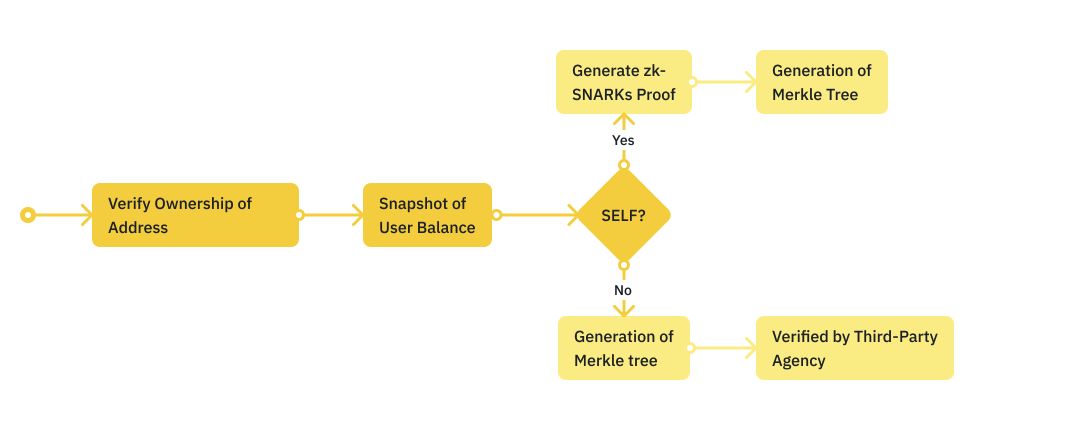 Generate zk-
SNARKs Proof
Generation of
Merkle Tree
Yes
Verify Ownership of
Address
Snapshot of
User Balance
SELF?
No
Generation of
Merkle tree
Verified by Third-Party
Agency